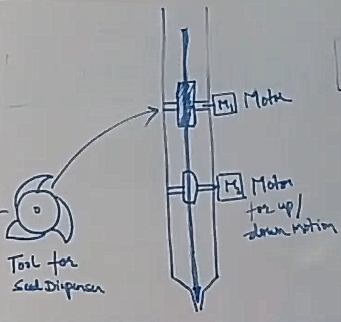 M1 Motor
M2 Motor
for up/
down motion
Tool for
Seed Dispenser